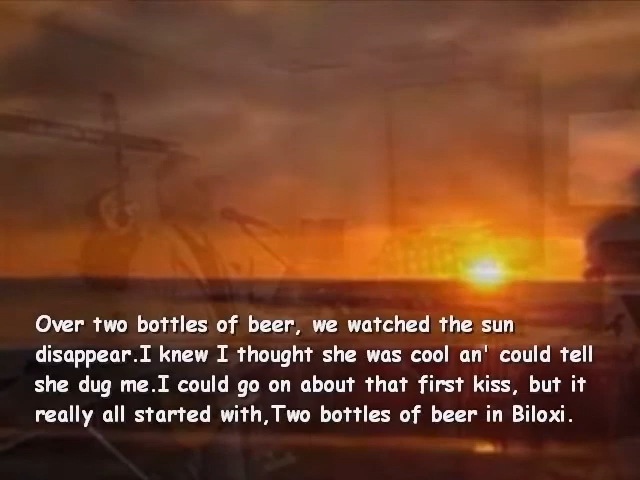 Over two bottles of beer, we watched the sun
disappear.I knew I thought she was cool an' could tell
she dug me.I could go on about that first kiss, but it
really all started with,Two bottles of beer in Biloxi.